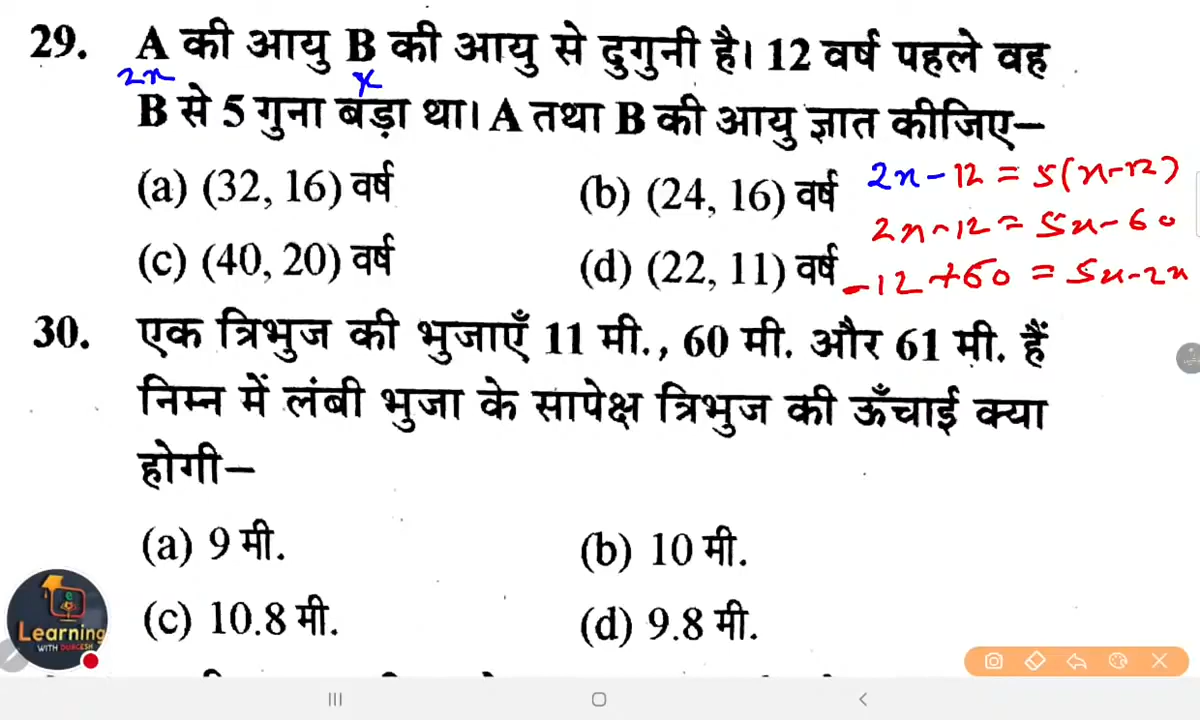 29. A की आयु B की आयु से दुगुनी है। 12 वर्ष पहले वह
2x x
B से 5 गुना बड़ा था। A तथा B की आयु ज्ञात कीजिए–
(a) (32, 16) वर्ष (b) (24, 16) वर्ष
2x - 12 = 5(x-12)
2x - 12 = 5x - 60
(c) (40, 20) वर्ष (d) (22, 11) वर्ष
-12 + 60 = 5x - 2x
30. एक त्रिभुज की भुजाएँ 11 मी., 60 मी. और 61 मी. हैं
निम्न में लंबी भुजा के सापेक्ष त्रिभुज की ऊँचाई क्या
होगी–
(a) 9 मी. (b) 10 मी.
(c) 10.8 मी. (d) 9.8 मी.
Learning
WITH DURGESH